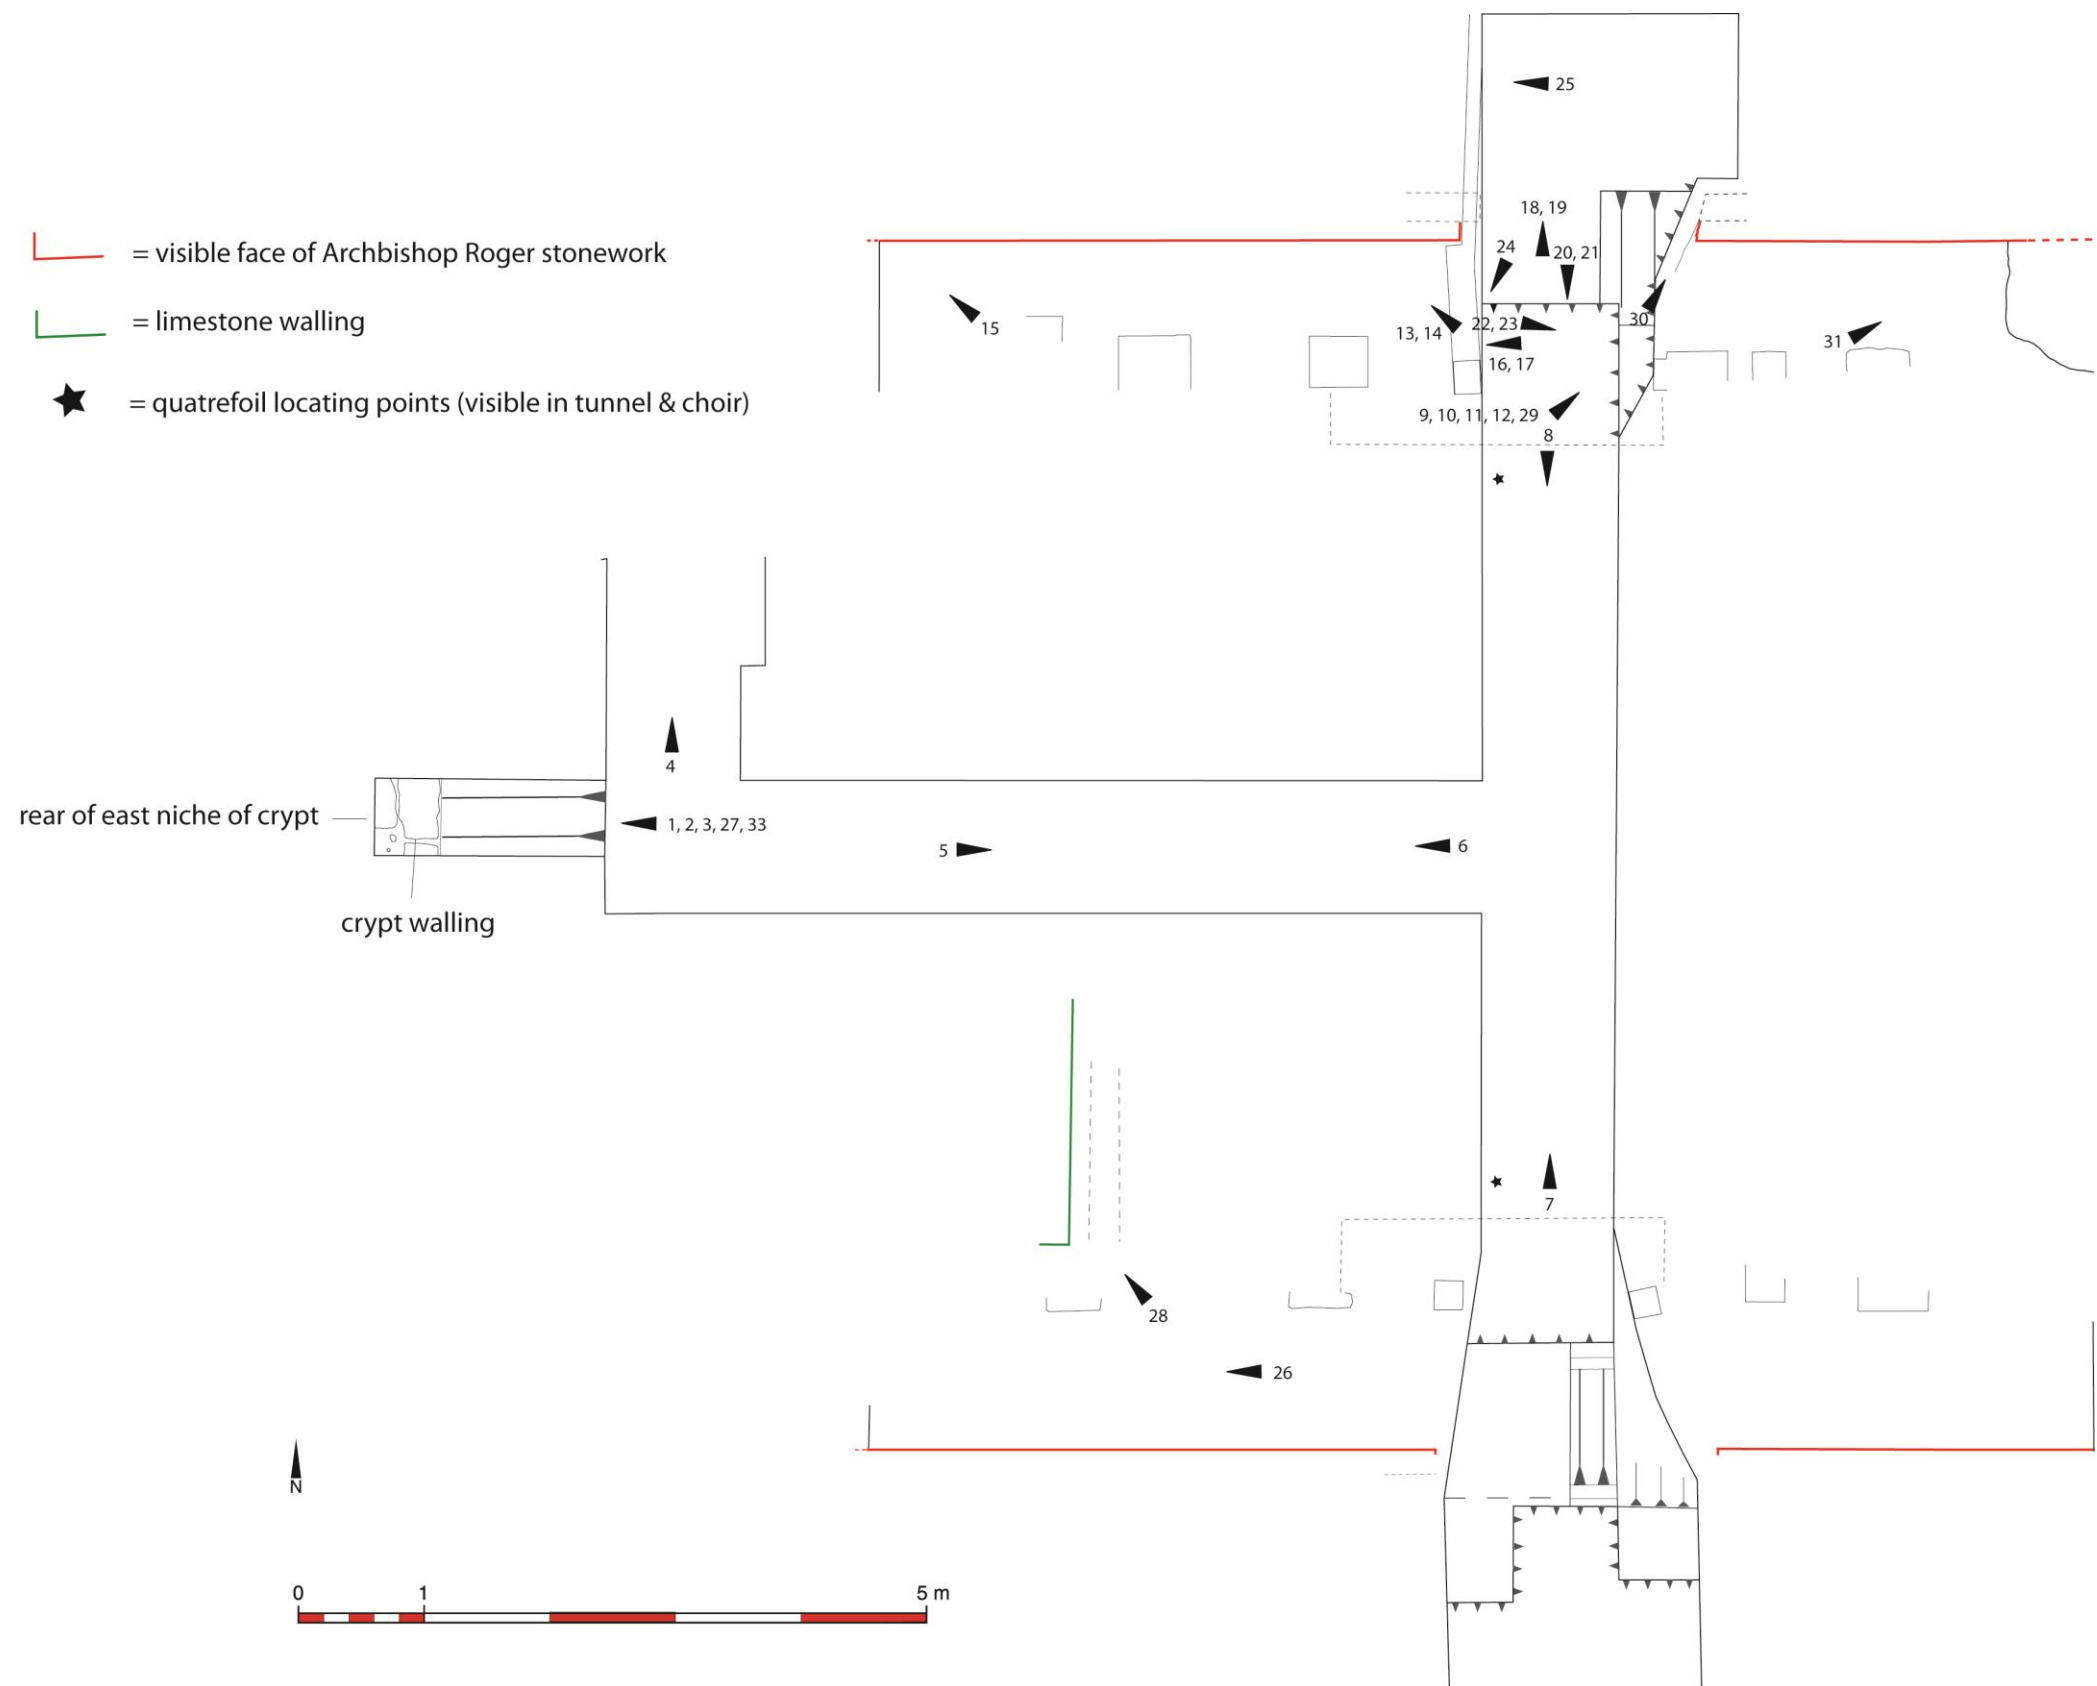 25
18, 19
24
20, 21
= visible face of Archbishop Roger stonework
= limestone walling
= quatrefoil locating points (visible in tunnel & choir)
15
13, 14
22, 23
30
31
16, 17
9, 10, 11, 12, 29
8
4
rear of east niche of crypt
1, 2, 3, 27, 33
5
6
crypt walling
7
28
26
N
0 1 5 m